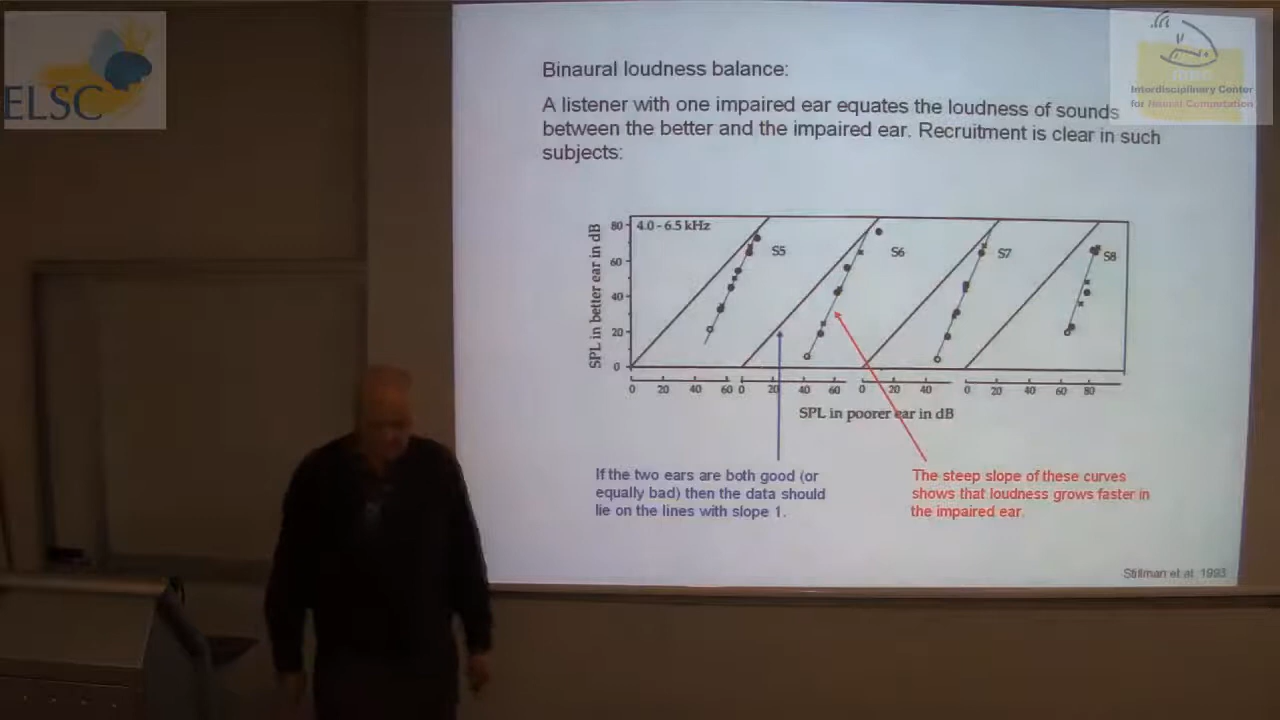 ELSC
Interdisciplinary Center
for Neural Computation
Binaural loudness balance:
A listener with one impaired ear equates the loudness of sounds
between the better and the impaired ear. Recruitment is clear in such
subjects:
SPL in better ear in dB
80
60
40
20
0
4.0 - 6.5 kHz
S5
S6
S7
S8
0 20 40 60 0 20 40 60 0 20 40 0 20 40 60 80
SPL in poorer ear in dB
If the two ears are both good (or
equally bad) then the data should
lie on the lines with slope 1.
The steep slope of these curves
shows that loudness grows faster in
the impaired ear.
Stillman et al. 1993